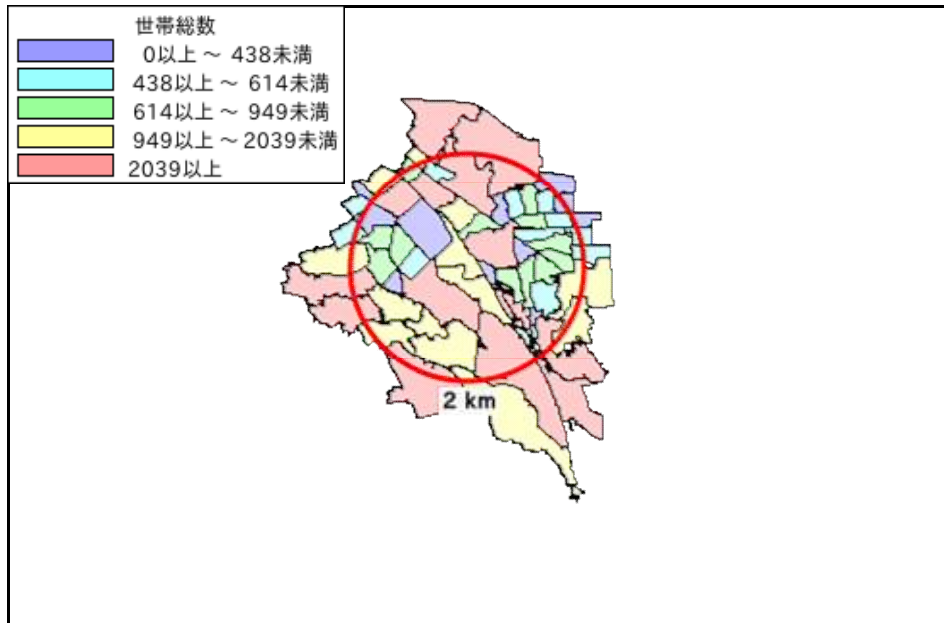 世帯総数
0以上 ～ 438未満
438以上 ～ 614未満
614以上 ～ 949未満
949以上 ～ 2039未満
2039以上
2 km